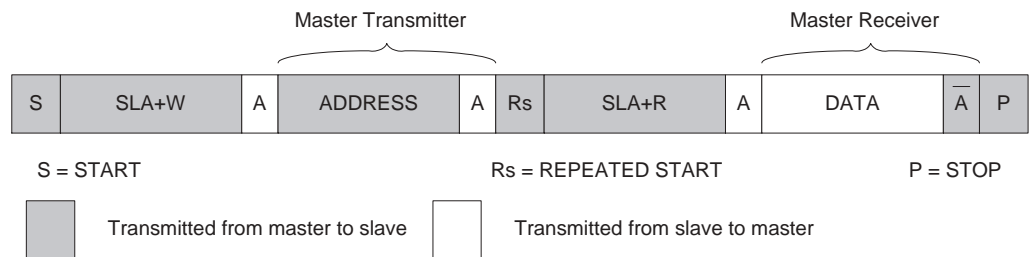 Master Transmitter Master Receiver
S SLA+W A ADDRESS A Rs SLA+R A DATA A̅ P
S = START Rs = REPEATED START P = STOP
Transmitted from master to slave Transmitted from slave to master